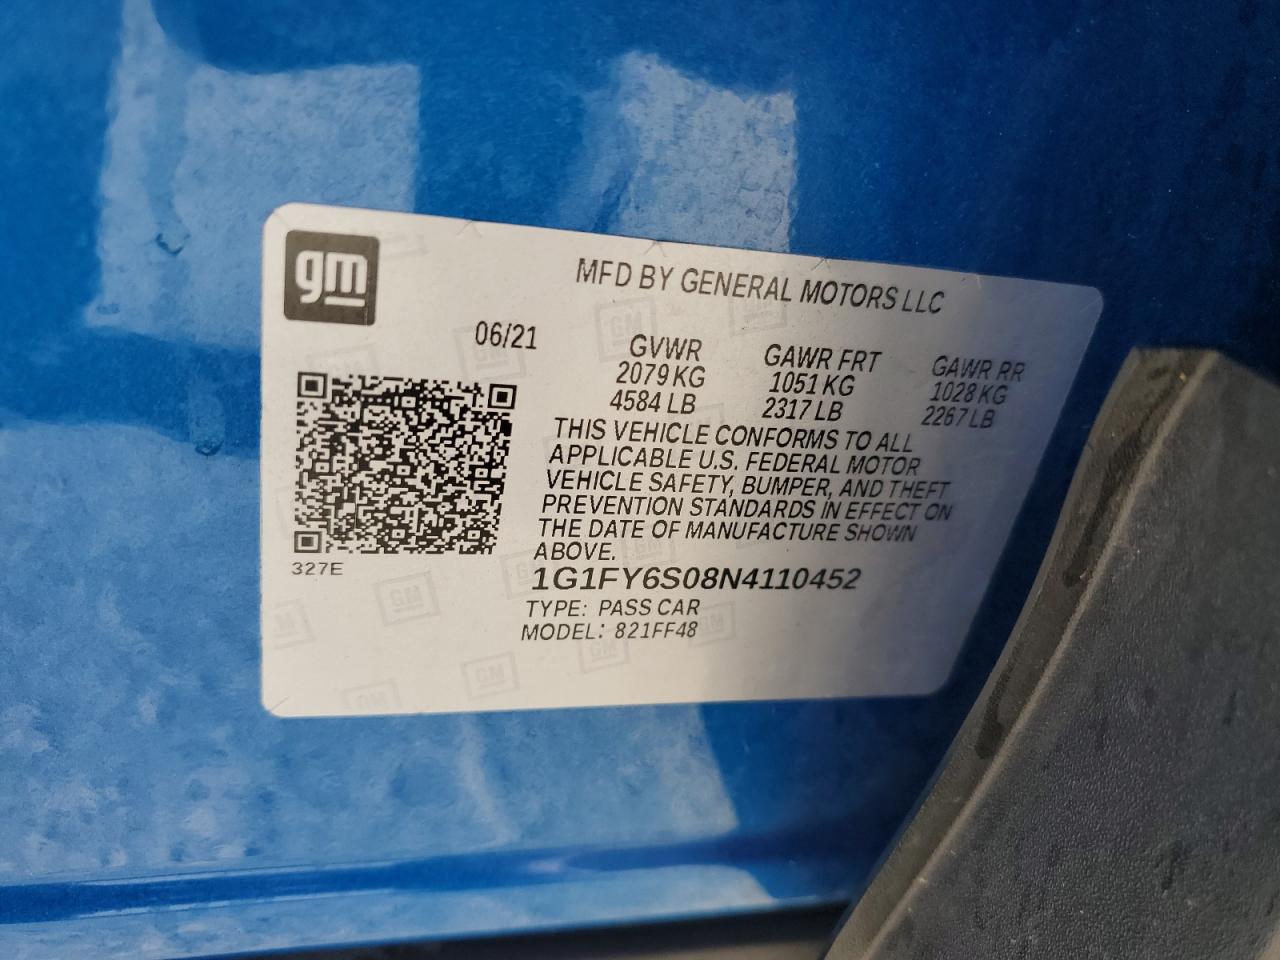 gm
MFD BY GENERAL MOTORS LLC
06/21
GVWR GAWR FRT GAWR RR
2079 KG 1051 KG 1028 KG
4584 LB 2317 LB 2267 LB
THIS VEHICLE CONFORMS TO ALL
APPLICABLE U.S. FEDERAL MOTOR
VEHICLE SAFETY, BUMPER, AND THEFT
PREVENTION STANDARDS IN EFFECT ON
THE DATE OF MANUFACTURE SHOWN
ABOVE.
327E
1G1FY6S08N4110452
TYPE: PASS CAR
MODEL: 821FF48